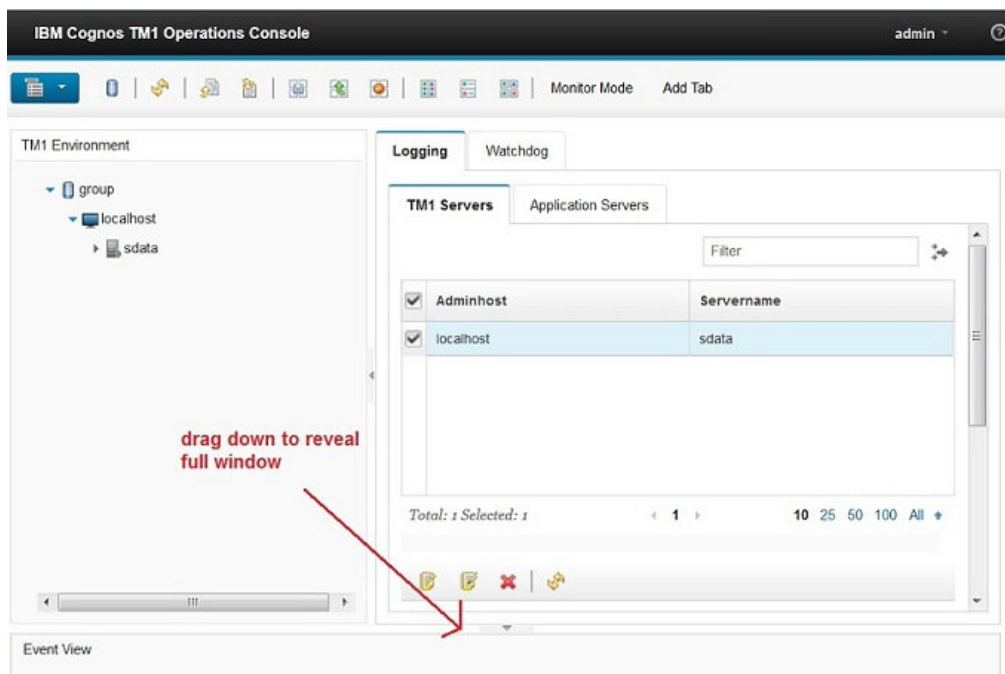 IBM Cognos TM1 Operations Console
admin
Monitor Mode
Add Tab
TM1 Environment
group
localhost
sdata
Logging
Watchdog
TM1 Servers
Application Servers
Filter
Adminhost
Servername
localhost
sdata
drag down to reveal
full window
Total: 1 Selected: 1
1
10 25 50 100 All
Event View